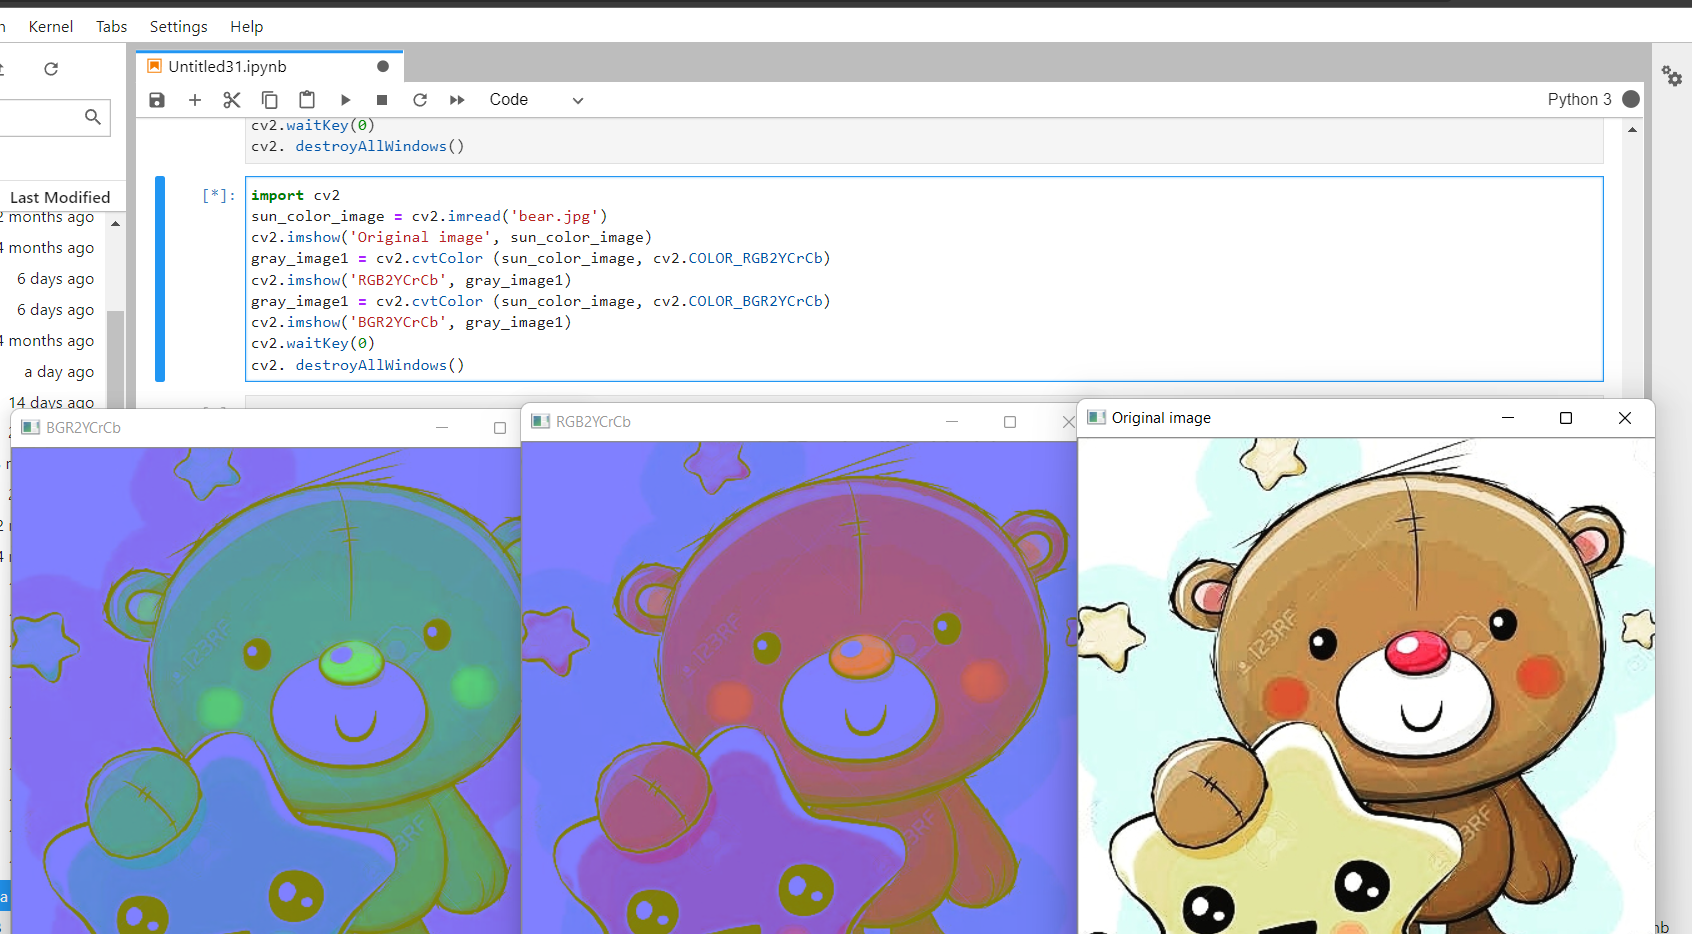 Kernel Tabs Settings Help
Untitled31.ipynb
Code
Python 3
Last Modified
months ago
months ago
6 days ago
6 days ago
months ago
a day ago
14 days ago
cv2.waitKey(0)
cv2. destroyAllWindows()
[*]:
import cv2
sun_color_image = cv2.imread('bear.jpg')
cv2.imshow('Original image', sun_color_image)
gray_image1 = cv2.cvtColor (sun_color_image, cv2.COLOR_RGB2YCrCb)
cv2.imshow('RGB2YCrCb', gray_image1)
gray_image1 = cv2.cvtColor (sun_color_image, cv2.COLOR_BGR2YCrCb)
cv2.imshow('BGR2YCrCb', gray_image1)
cv2.waitKey(0)
cv2. destroyAllWindows()
BGR2YCrCb
RGB2YCrCb
Original image
123RF
123RF
123RF